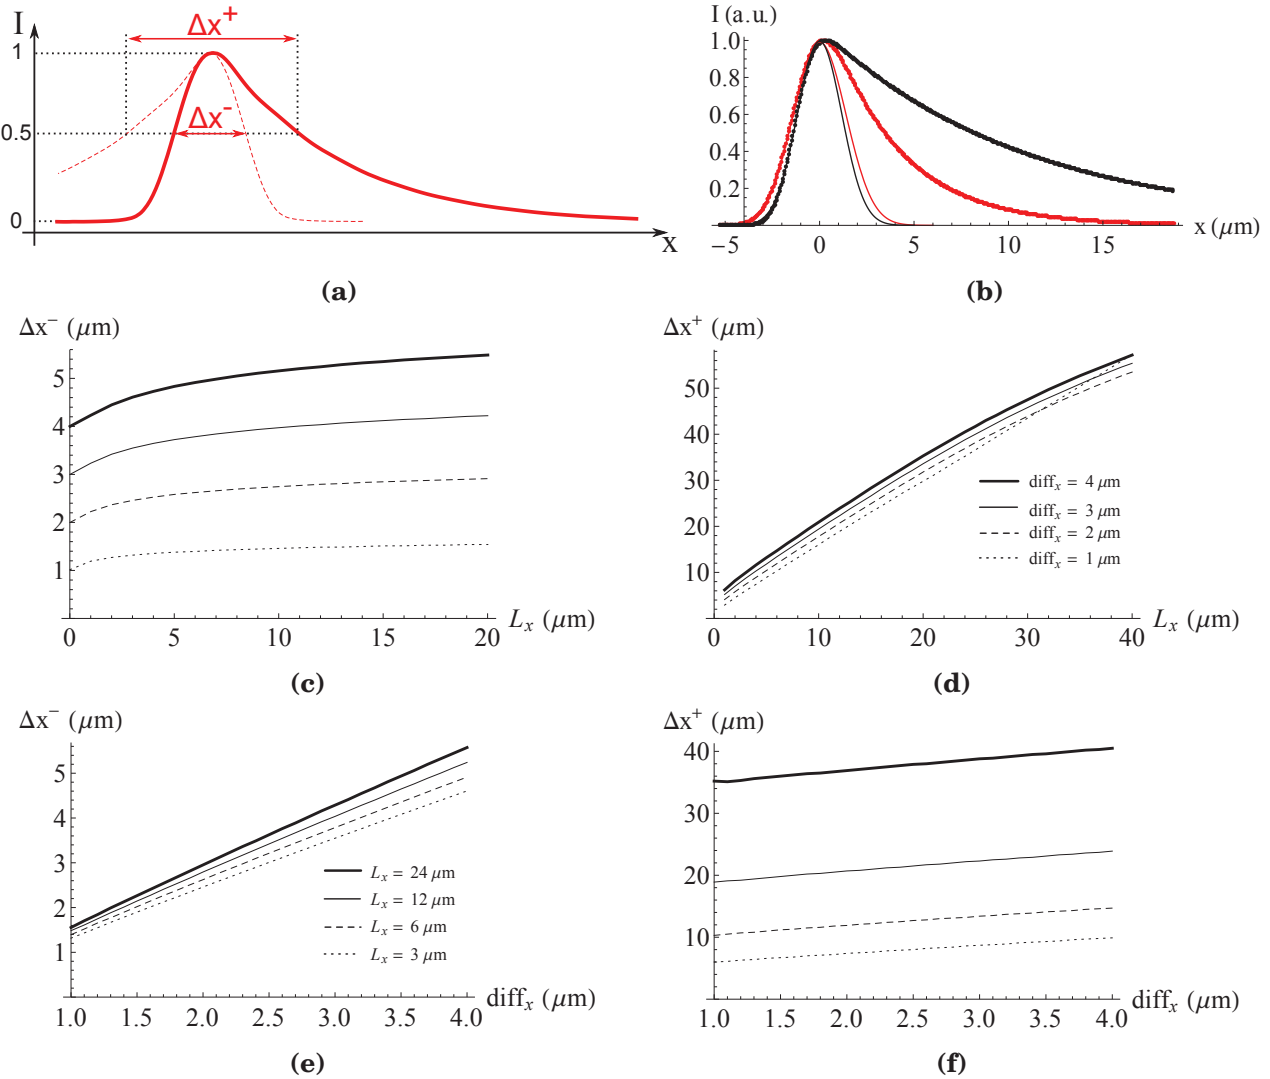 I
Δx⁺
1
Δx⁻
0.5
0
x
(a)
I (a.u.)
1.0
0.8
0.6
0.4
0.2
−5 0 5 10 15
x (μm)
(b)
Δx⁻ (μm)
5
4
3
2
1
0 5 10 15 20
Lₓ (μm)
(c)
Δx⁺ (μm)
50
40
30
20
10
diffₓ = 4 μm
diffₓ = 3 μm
diffₓ = 2 μm
diffₓ = 1 μm
0 10 20 30 40
Lₓ (μm)
(d)
Δx⁻ (μm)
5
4
3
2
1
Lₓ = 24 μm
Lₓ = 12 μm
Lₓ = 6 μm
Lₓ = 3 μm
1.0 1.5 2.0 2.5 3.0 3.5 4.0
diffₓ (μm)
(e)
Δx⁺ (μm)
40
30
20
10
1.0 1.5 2.0 2.5 3.0 3.5 4.0
diffₓ (μm)
(f)